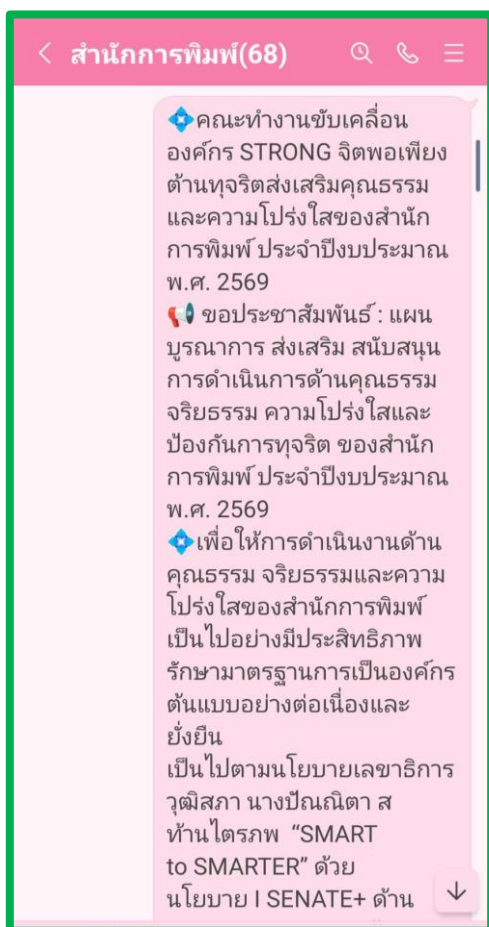 สำนักการพิมพ์(68)
💠คณะทำงานขับเคลื่อน
องค์กร STRONG จิตพอเพียง
ต้านทุจริตส่งเสริมคุณธรรม
และความโปร่งใสของสำนัก
การพิมพ์ ประจำปีงบประมาณ
พ.ศ. 2569
📢 ขอประชาสัมพันธ์ : แผน
บูรณาการ ส่งเสริม สนับสนุน
การดำเนินการด้านคุณธรรม
จริยธรรม ความโปร่งใสและ
ป้องกันการทุจริต ของสำนัก
การพิมพ์ ประจำปีงบประมาณ
พ.ศ. 2569
💠เพื่อให้การดำเนินงานด้าน
คุณธรรม จริยธรรมและความ
โปร่งใสของสำนักการพิมพ์
เป็นไปอย่างมีประสิทธิภาพ
รักษามาตรฐานการเป็นองค์กร
ต้นแบบอย่างต่อเนื่องและ
ยั่งยืน
เป็นไปตามนโยบายเลขาธิการ
วุฒิสภา นางปัณณิตา ส
ท้านไตรภพ “SMART
to SMARTER” ด้วย
นโยบาย I SENATE+ ด้าน